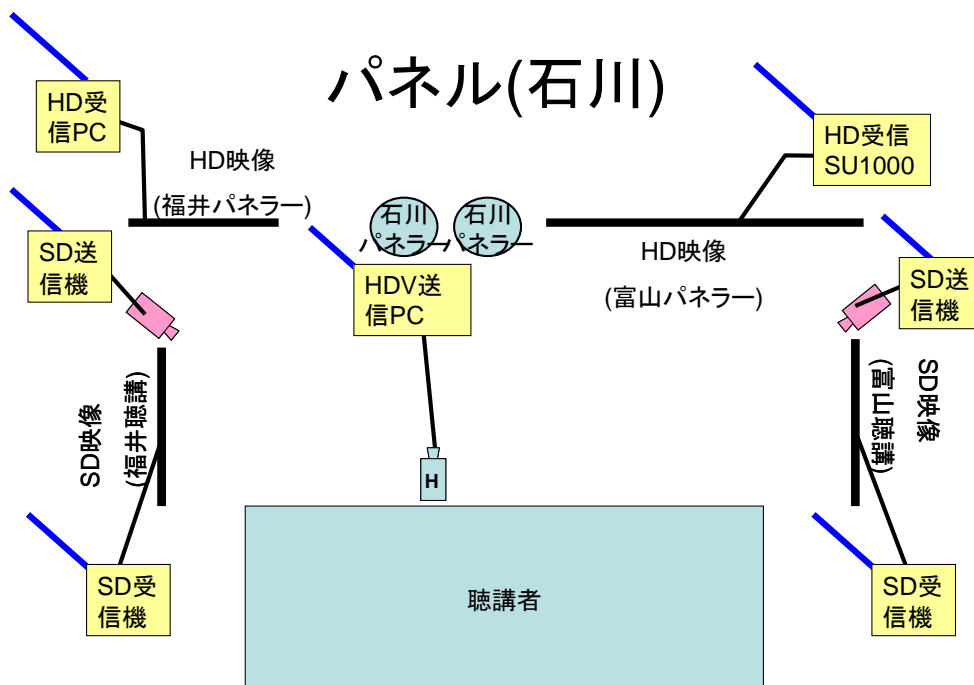 パネル(石川)
HD受
信PC
HD映像
(福井パネラー)
石川
パネラー
石川
パネラー
HD受信
SU1000
HD映像
(富山パネラー)
SD送
信機
HDV送
信PC
SD送
信機
SD映像
(福井聴講)
SD映像
(富山聴講)
H
SD受
信機
聴講者
SD受
信機